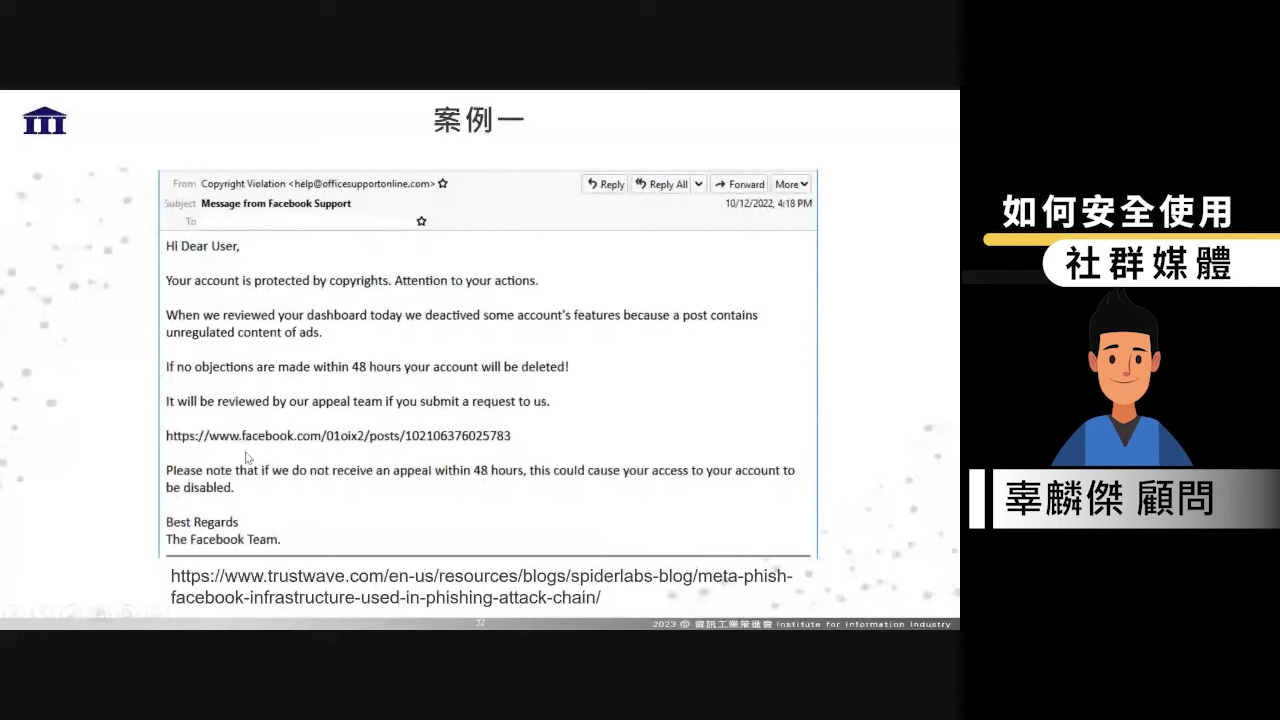 案例一
From Copyright Violation <help@officesupportonline.com>
Reply Reply All Forward More
Subject Message from Facebook Support
10/12/2022, 4:18 PM
To
Hi Dear User,
Your account is protected by copyrights. Attention to your actions.
When we reviewed your dashboard today we deactived some account's features because a post contains
unregulated content of ads.
If no objections are made within 48 hours your account will be deleted!
It will be reviewed by our appeal team if you submit a request to us.
https://www.facebook.com/01oix2/posts/102106376025783
Please note that if we do not receive an appeal within 48 hours, this could cause your access to your account to
be disabled.
Best Regards
The Facebook Team.
https://www.trustwave.com/en-us/resources/blogs/spiderlabs-blog/meta-phish-
facebook-infrastructure-used-in-phishing-attack-chain/
32
2023 © 資訊工業策進會 Institute for Information Industry
如何安全使用
社群媒體
辜麟傑 顧問